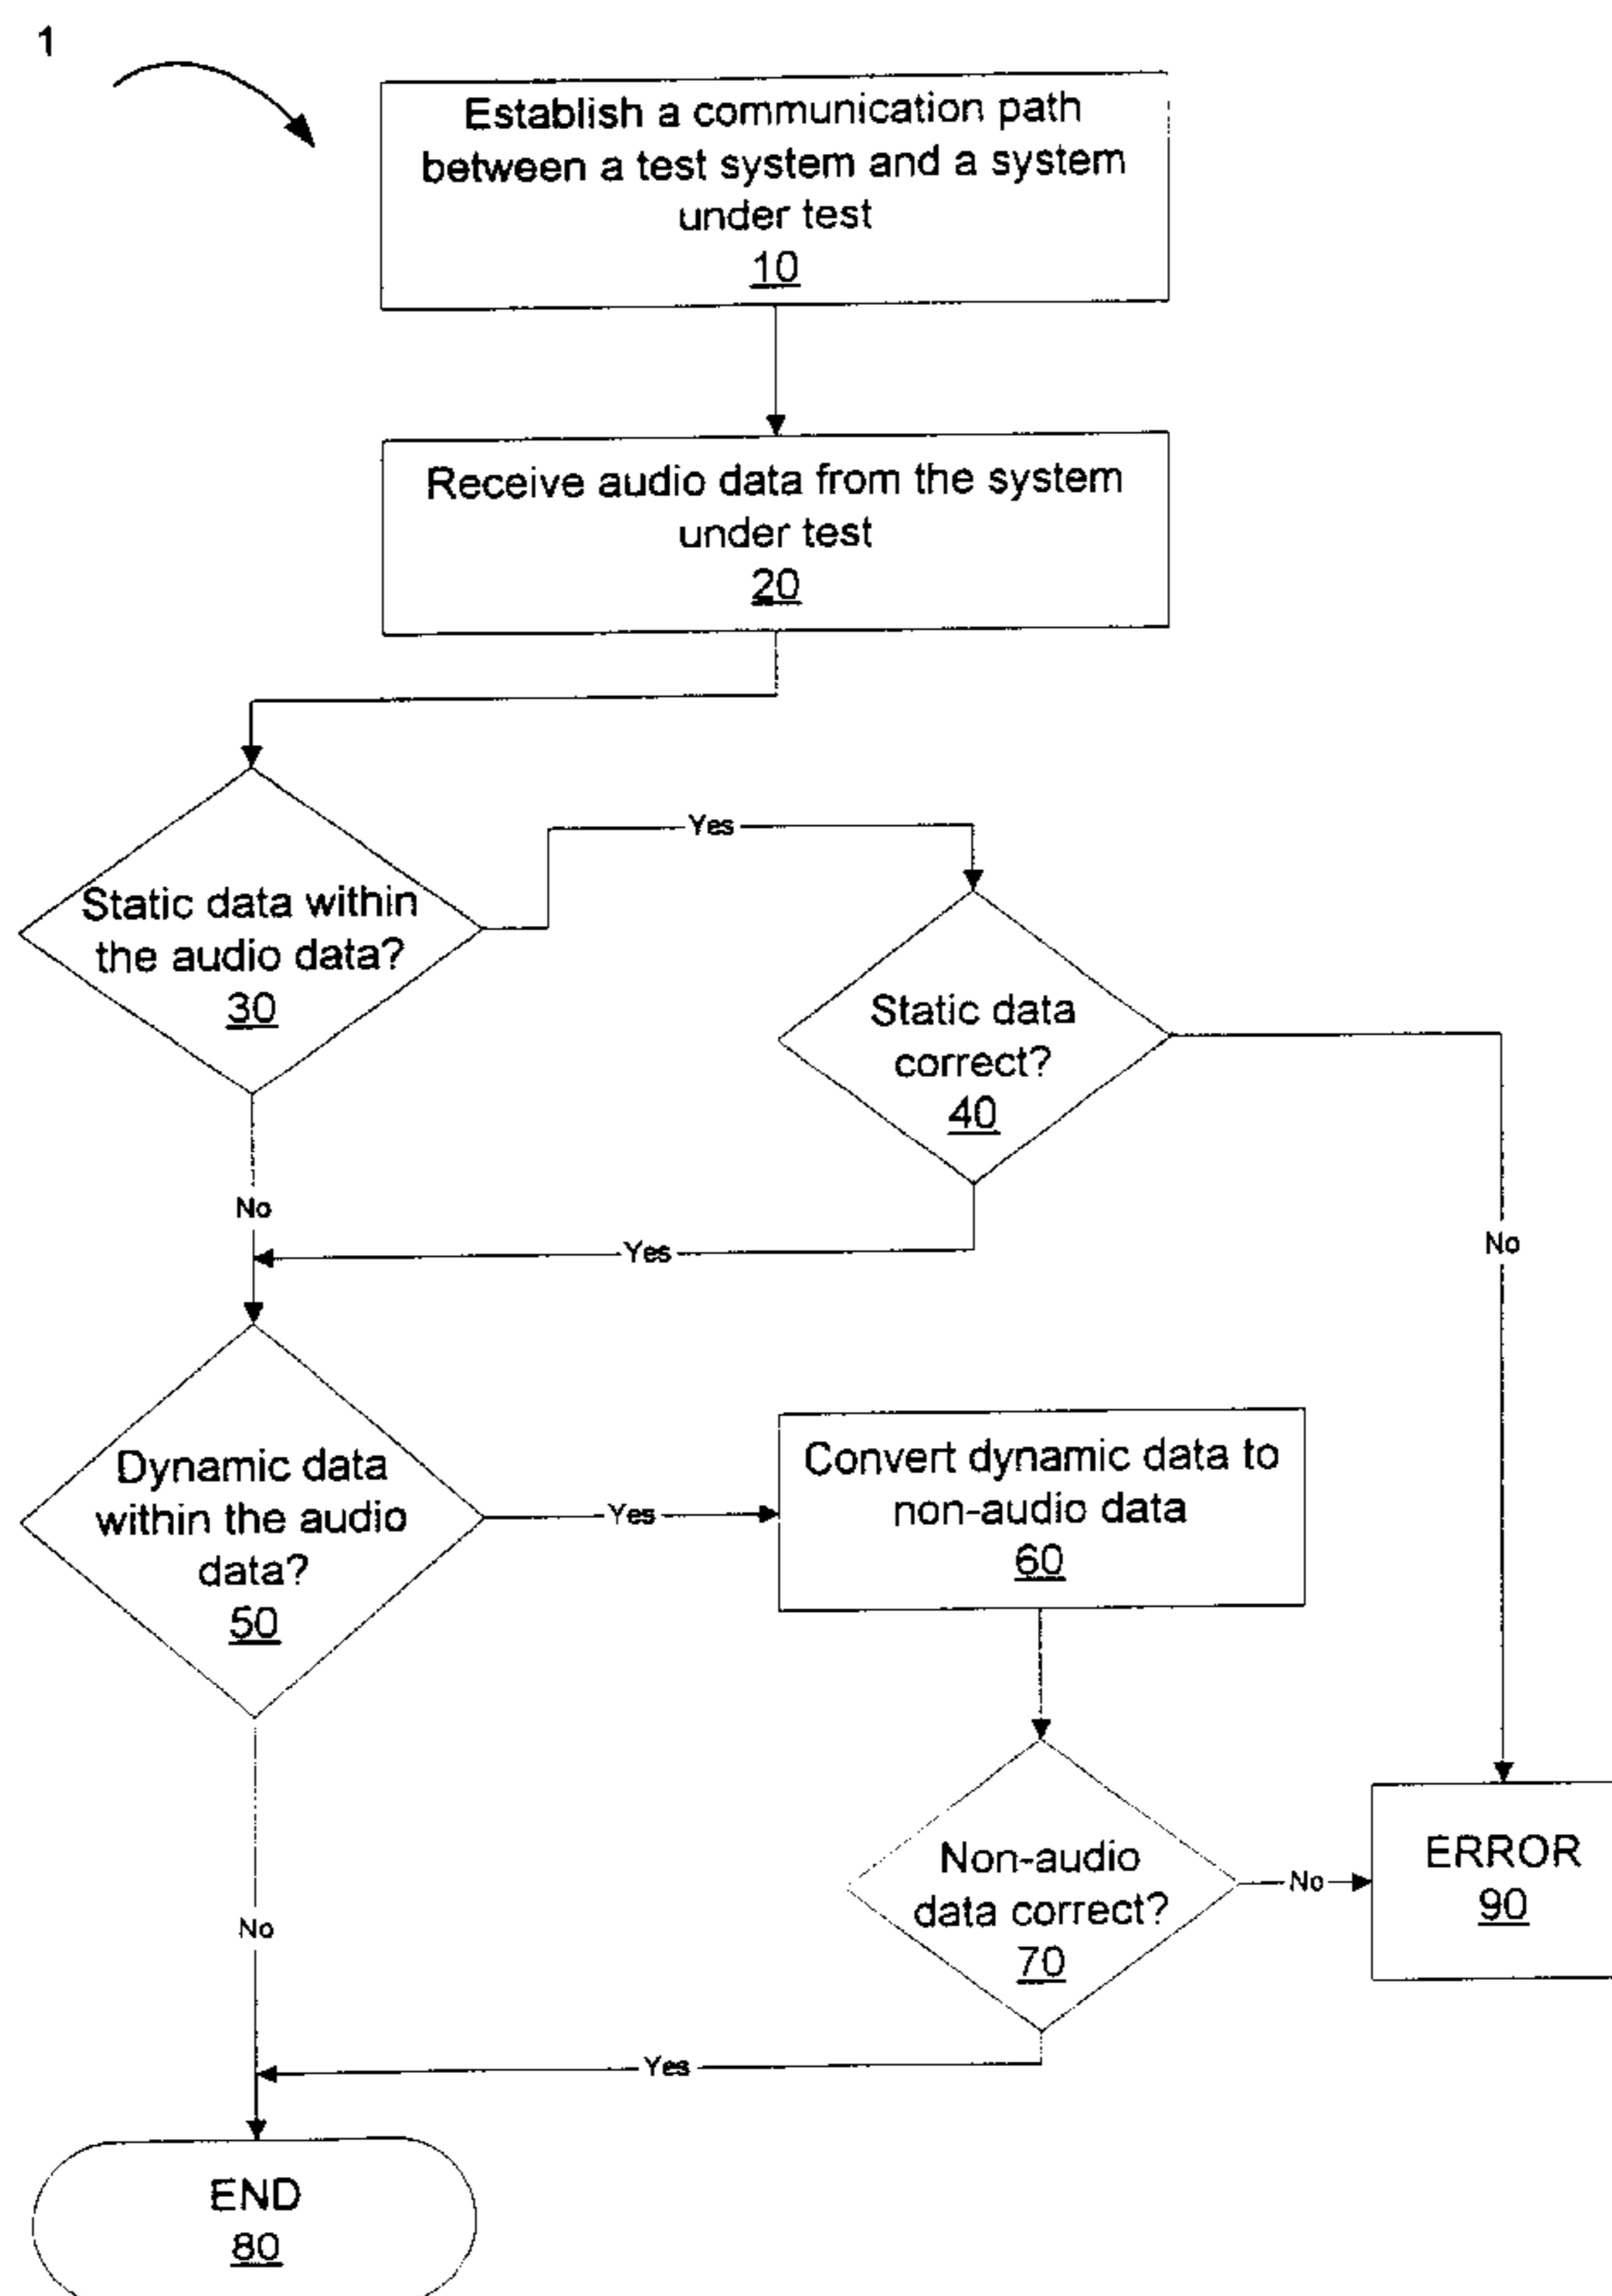 1
Establish a communication path
between a test system and a system
under test
10
Receive audio data from the system
under test
20
Yes
Static data within
the audio data?
30
Static data
correct?
40
No
Yes
No
Dynamic data
within the audio
data?
50
Yes
Convert dynamic data to
non-audio data
60
Non-audio
data correct?
70
No
ERROR
90
No
Yes
END
80